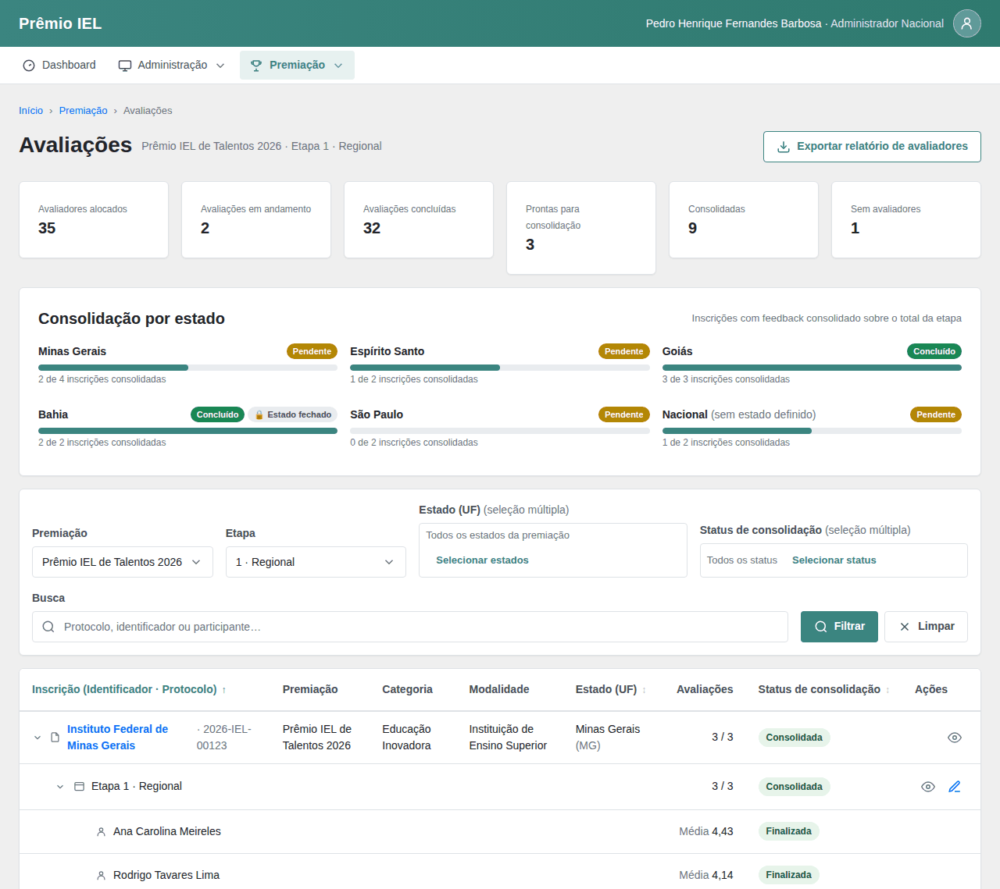 Prêmio IEL
Pedro Henrique Fernandes Barbosa · Administrador Nacional
Dashboard
Administração
Premiação
Início › Premiação › Avaliações
Avaliações
Prêmio IEL de Talentos 2026 · Etapa 1 · Regional
Exportar relatório de avaliadores
Avaliadores alocados
35
Avaliações em andamento
2
Avaliações concluídas
32
Prontas para
consolidação
3
Consolidadas
9
Sem avaliadores
1
Consolidação por estado
Inscrições com feedback consolidado sobre o total da etapa
Minas Gerais
Pendente
2 de 4 inscrições consolidadas
Espírito Santo
Pendente
1 de 2 inscrições consolidadas
Goiás
Concluído
3 de 3 inscrições consolidadas
Bahia
Concluído
🔒 Estado fechado
2 de 2 inscrições consolidadas
São Paulo
Pendente
0 de 2 inscrições consolidadas
Nacional (sem estado definido)
Pendente
1 de 2 inscrições consolidadas
Premiação
Prêmio IEL de Talentos 2026
Etapa
1 · Regional
Estado (UF) (seleção múltipla)
Todos os estados da premiação
Selecionar estados
Status de consolidação (seleção múltipla)
Todos os status
Selecionar status
Busca
Protocolo, identificador ou participante…
Filtrar
Limpar
Inscrição (Identificador · Protocolo) ↑
Premiação
Categoria
Modalidade
Estado (UF) ↕
Avaliações
Status de consolidação ↕
Ações
Instituto Federal de
Minas Gerais
· 2026-IEL-
00123
Prêmio IEL de
Talentos 2026
Educação
Inovadora
Instituição de
Ensino Superior
Minas Gerais
(MG)
3 / 3
Consolidada
Etapa 1 · Regional
3 / 3
Consolidada
Ana Carolina Meireles
Média 4,43
Finalizada
Rodrigo Tavares Lima
Média 4,14
Finalizada